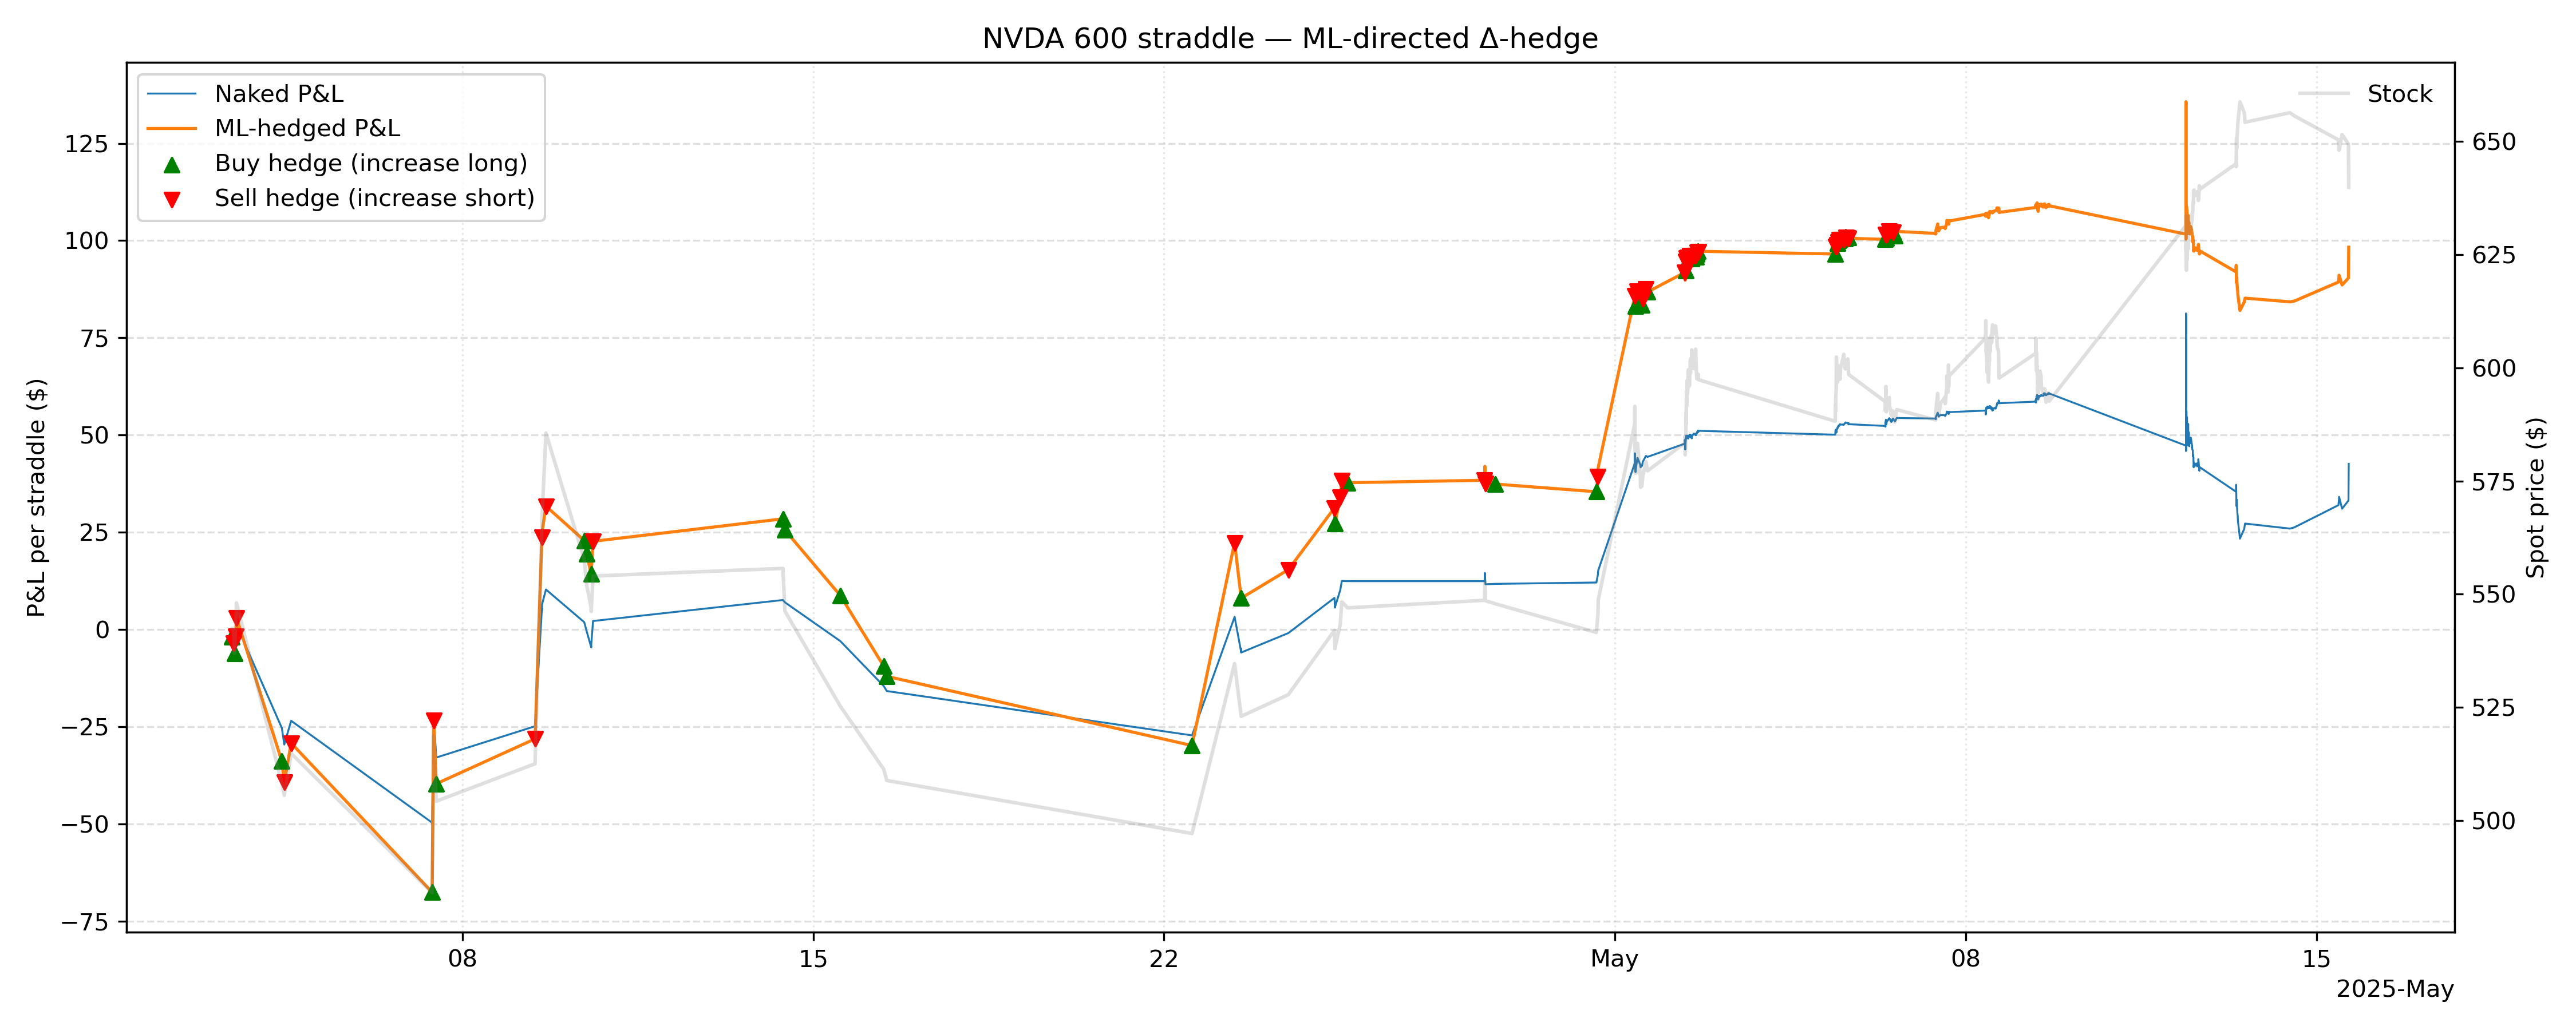 NVDA 600 straddle — ML-directed Δ-hedge
Naked P&L
ML-hedged P&L
Buy hedge (increase long)
Sell hedge (increase short)
Stock
P&L per straddle ($)
125
100
75
50
25
0
−25
−50
−75
Spot price ($)
650
625
600
575
550
525
500
08
15
22
May
08
15
2025-May